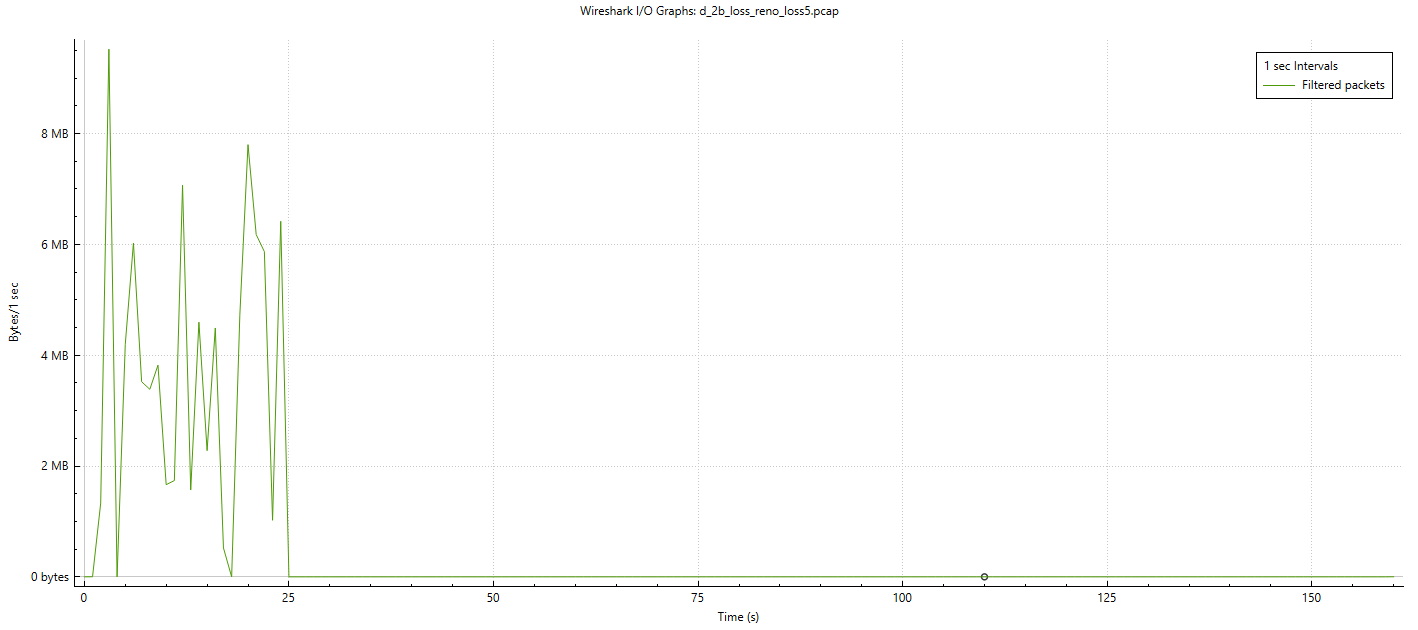 Wireshark I/O Graphs: d_2b_loss_reno_loss5.pcap
1 sec Intervals
Filtered packets
8 MB
6 MB
4 MB
2 MB
0 bytes
Bytes/1 sec
0 25 50 75 100 125 150
Time (s)